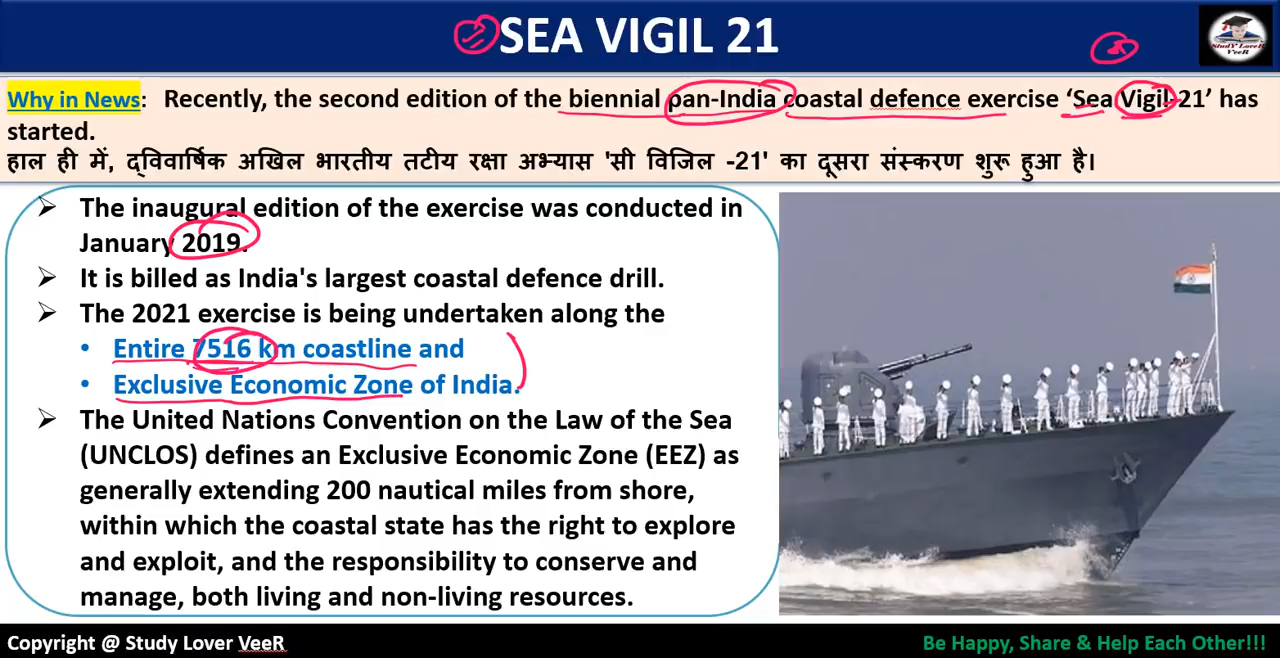 SEA VIGIL 21
StudY LoveR
VeeR
Why in News: Recently, the second edition of the biennial pan-India coastal defence exercise ‘Sea Vigil-21’ has
started.
हाल ही में, द्विवार्षिक अखिल भारतीय तटीय रक्षा अभ्यास 'सी विजिल -21' का दूसरा संस्करण शुरू हुआ है।
➢ The inaugural edition of the exercise was conducted in
January 2019.
➢ It is billed as India's largest coastal defence drill.
➢ The 2021 exercise is being undertaken along the
• Entire 7516 km coastline and
• Exclusive Economic Zone of India.
➢ The United Nations Convention on the Law of the Sea
(UNCLOS) defines an Exclusive Economic Zone (EEZ) as
generally extending 200 nautical miles from shore,
within which the coastal state has the right to explore
and exploit, and the responsibility to conserve and
manage, both living and non-living resources.
Copyright @ Study Lover VeeR
Be Happy, Share & Help Each Other!!!